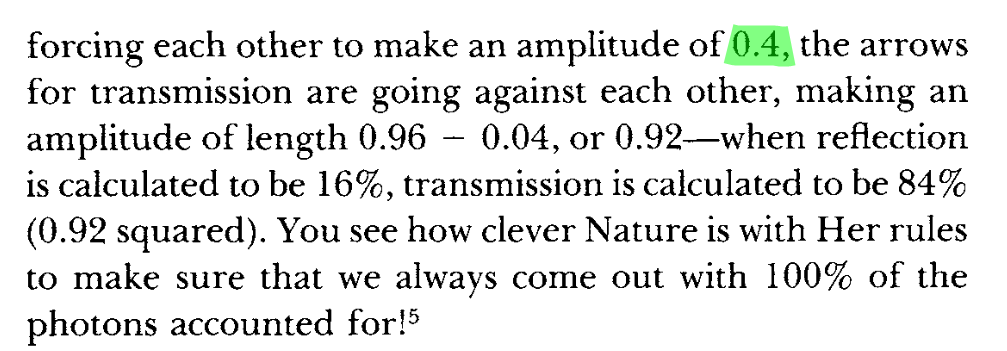 forcing each other to make an amplitude of 0.4, the arrows
for transmission are going against each other, making an
amplitude of length 0.96 − 0.04, or 0.92—when reflection
is calculated to be 16%, transmission is calculated to be 84%
(0.92 squared). You see how clever Nature is with Her rules
to make sure that we always come out with 100% of the
photons accounted for!⁵